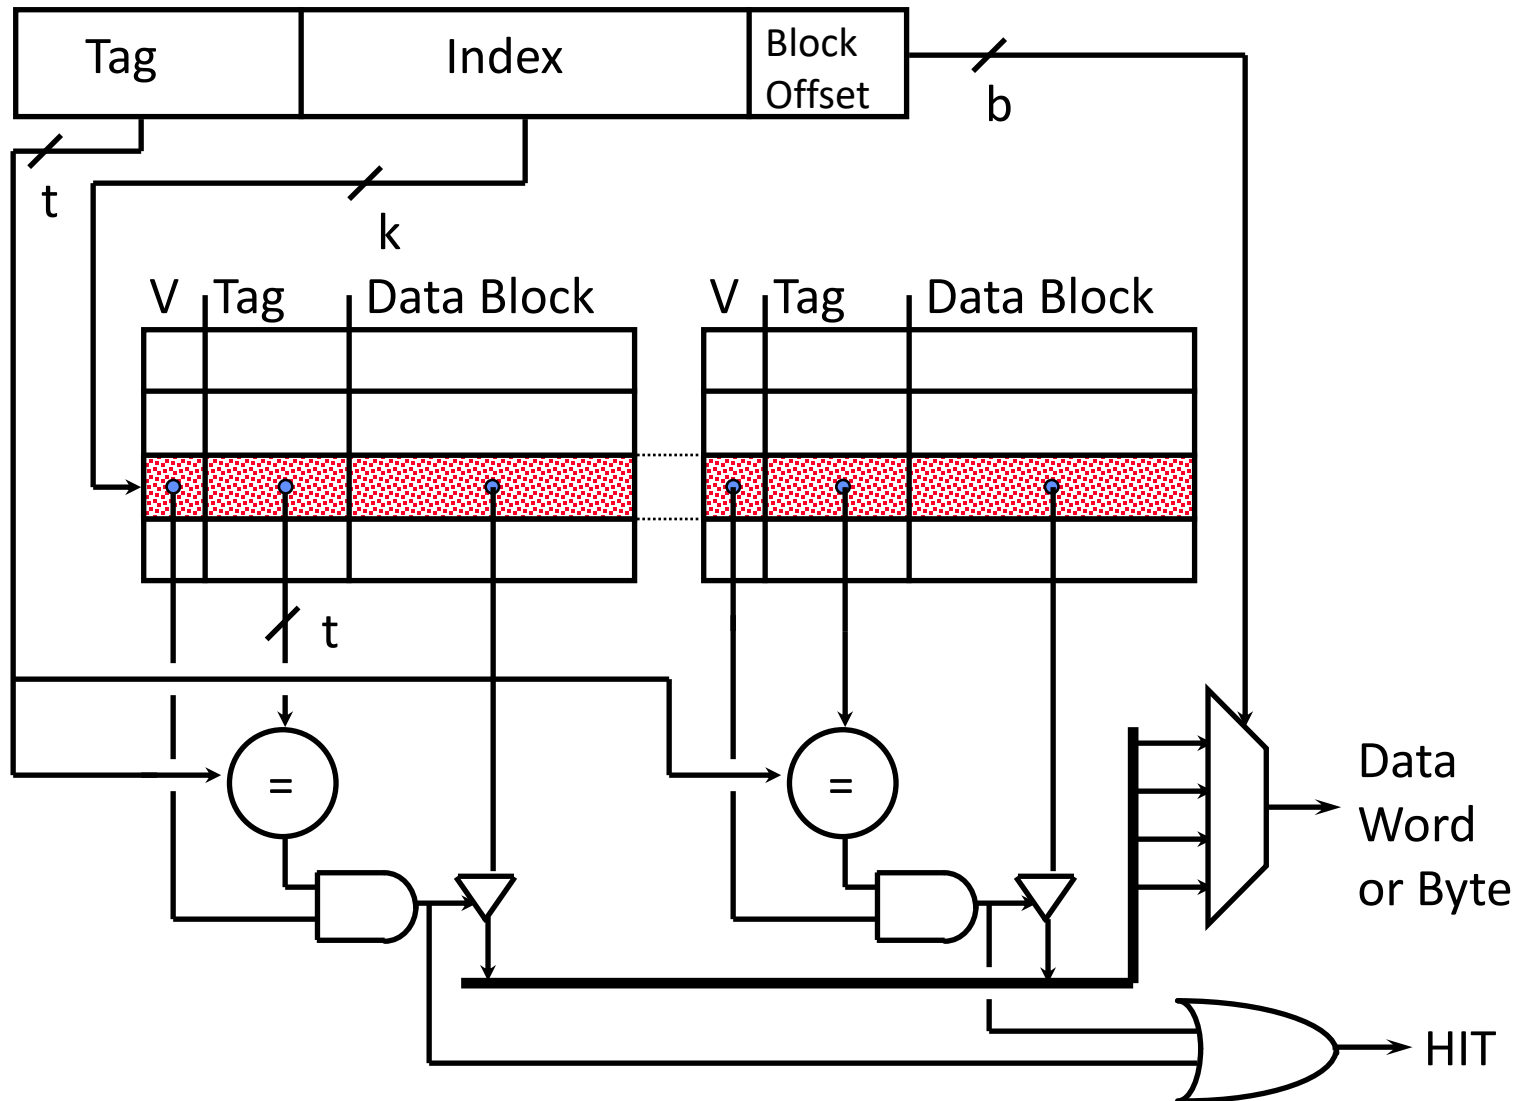 Tag Index Block
Offset
b
t
k
V Tag Data Block V Tag Data Block
t
= =
Data
Word
or Byte
HIT